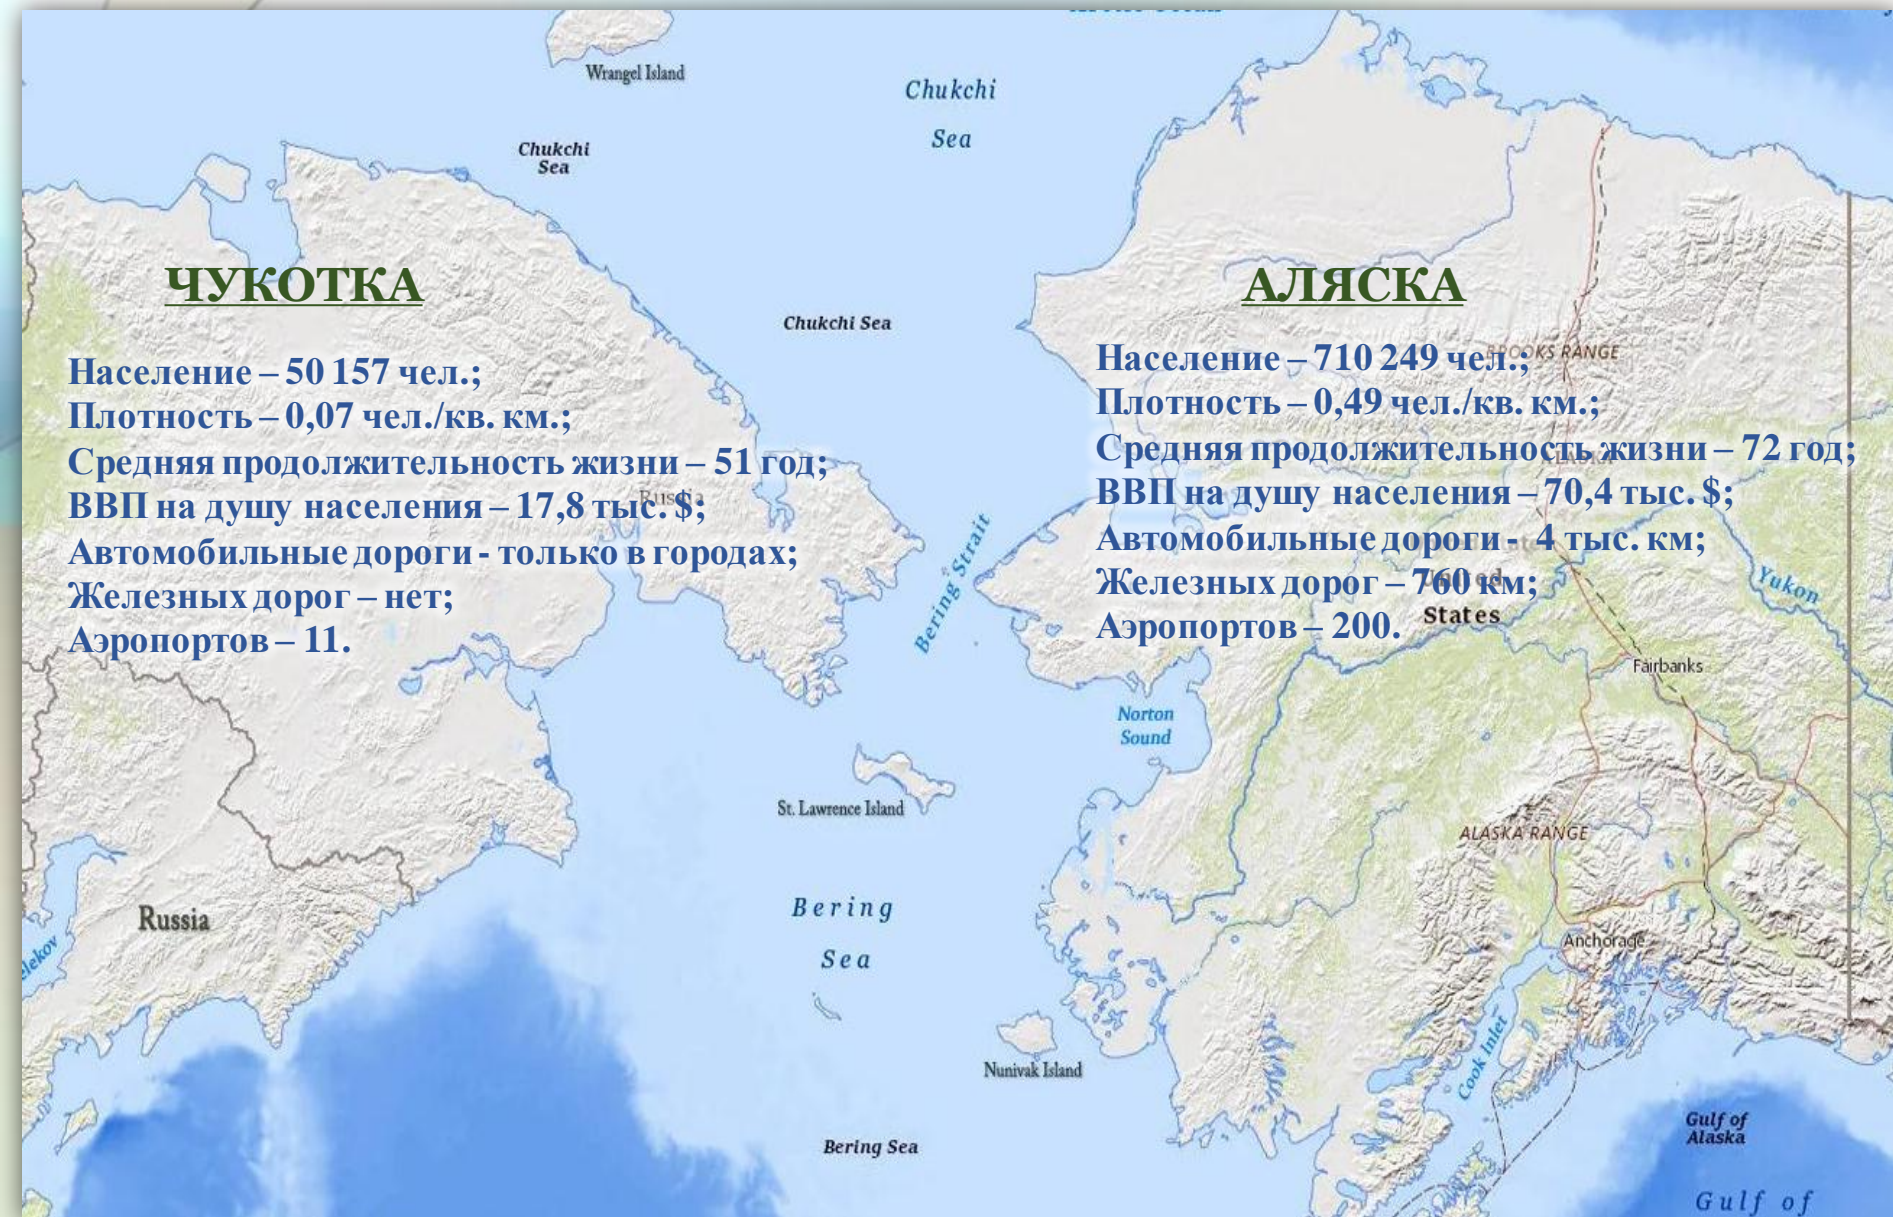 Wrangel Island
Chukchi
Sea
Chukchi
Sea
ЧУКОТКА
Население – 50 157 чел.;
Плотность – 0,07 чел./кв. км.;
Средняя продолжительность жизни – 51 год;
ВВП на душу населения – 17,8 тыс. $;
Автомобильные дороги - только в городах;
Железных дорог – нет;
Аэропортов – 11.
Russia
Chukchi Sea
АЛЯСКА
Население – 710 249 чел.;
Плотность – 0,49 чел./кв. км.;
Средняя продолжительность жизни – 72 год;
ВВП на душу населения – 70,4 тыс. $;
Автомобильные дороги - 4 тыс. км;
Железных дорог – 760 км;
Аэропортов – 200.
BROOKS RANGE
ALASKA
United
States
Yukon
Bering Strait
Fairbanks
Norton
Sound
St. Lawrence Island
ALASKA RANGE
Russia
Bering
Sea
Anchorage
Cook Inlet
Nunivak Island
Bering Sea
Gulf of
Alaska
Gulf of